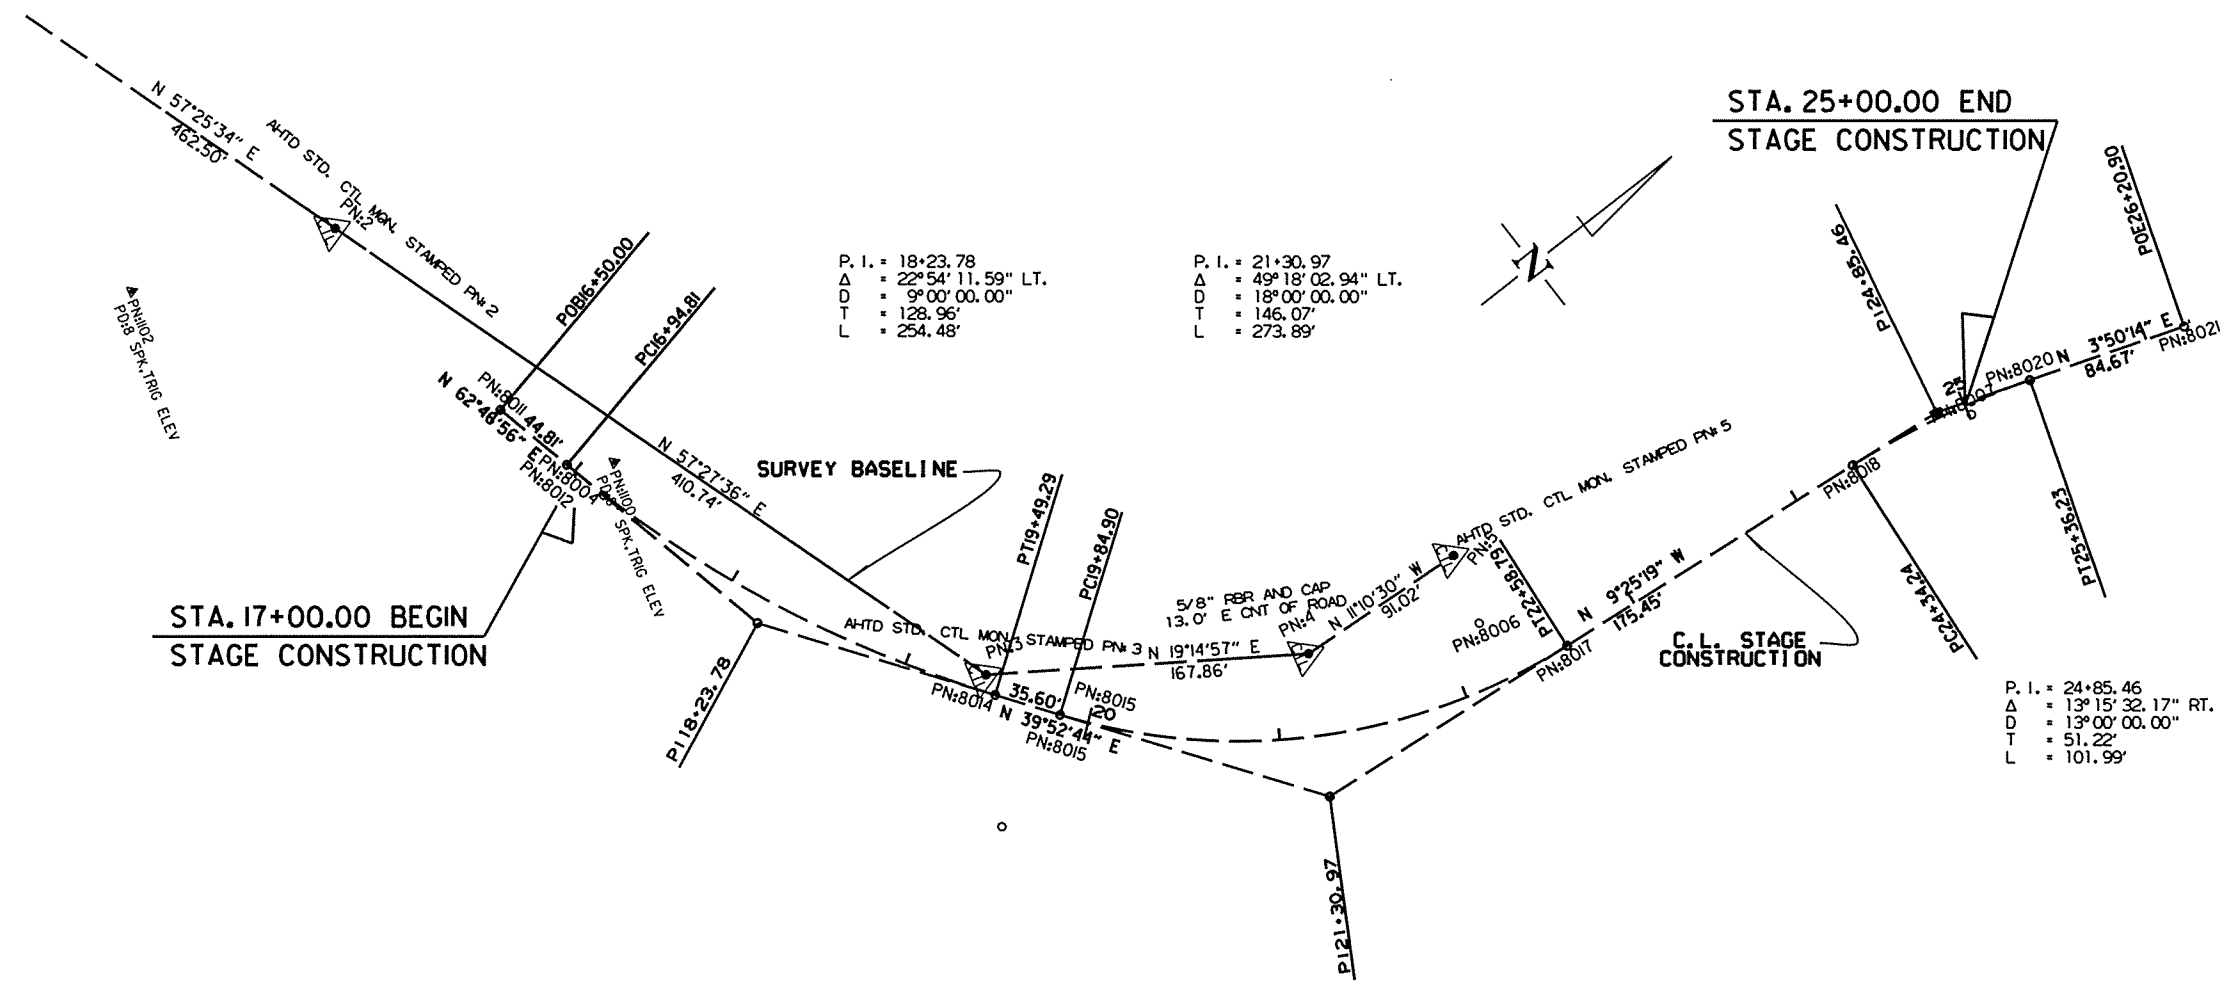 N 57°25'34" E
462.50'
AHTD STD. CTL MON. STAMPED PN: 2
PN:2
PN:1102
PD:8 SPK,TRIG ELEV
POB16+50.00
PC16+94.81
PN:8011
N 62°46'56" E
44.81'
PN:8004
PN:8012
PN:1100
PD:8 SPK,TRIG ELEV
STA. 17+00.00 BEGIN
STAGE CONSTRUCTION
P. I. = 18+23.78
Δ = 22°54'11.59" LT.
D = 9°00'00.00"
T = 128.96'
L = 254.48'
P. I. = 21+30.97
Δ = 49°18'02.94" LT.
D = 18°00'00.00"
T = 146.07'
L = 273.89'
N
STA. 25+00.00 END
STAGE CONSTRUCTION
N 57°27'36" E
410.74'
SURVEY BASELINE
PI 18+23.78
AHTD STD. CTL MON. STAMPED PN: 3
PN:3
PN:8014
PT19+49.29
PC19+84.90
35.60'
N 39°52'44" E
PN:8015
20
PN:8015
N 19°14'57" E
167.86'
5/8" RBR AND CAP
13.0' E CNT OF ROAD
PN:4
N 11°10'30" W
91.02'
AHTD STD. CTL MON. STAMPED PN: 5
PN:5
PT22+58.79
PN:8006
PN:8017
PI 21+30.97
N 9°25'19" W
175.45'
C.L. STAGE
CONSTRUCTION
PN:8018
PC24+34.24
PI 24+85.46
25
PN:8020
PT25+36.23
N 3°50'14" E
84.67'
PN:8021
POE26+20.90
P. I. = 24+85.46
Δ = 13°15'32.17" RT.
D = 13°00'00.00"
T = 51.22'
L = 101.99'